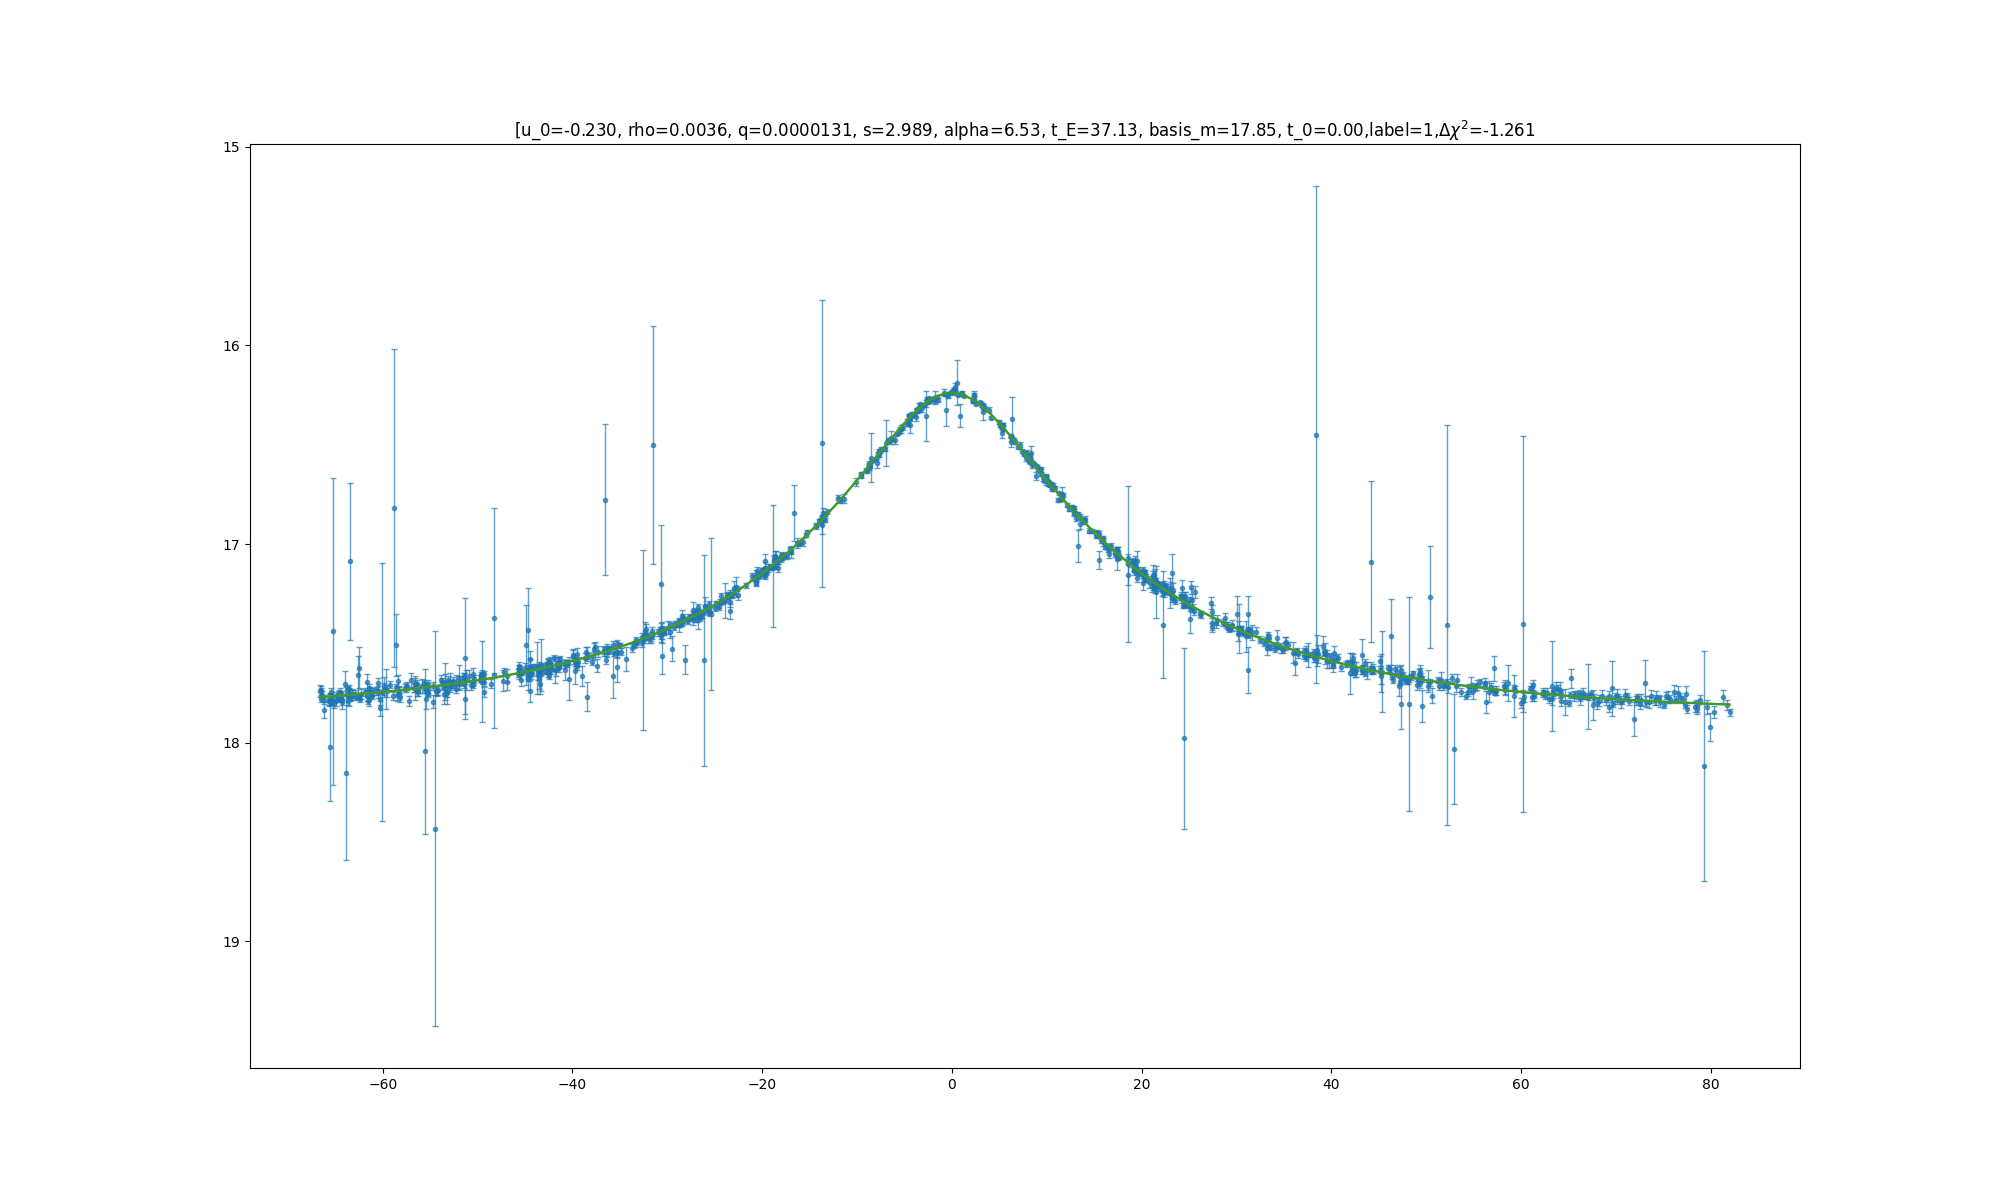 [u_0=-0.230, rho=0.0036, q=0.0000131, s=2.989, alpha=6.53, t_E=37.13, basis_m=17.85, t_0=0.00,label=1,Δχ²=-1.261
15
16
17
18
19
−60 −40 −20 0 20 40 60 80